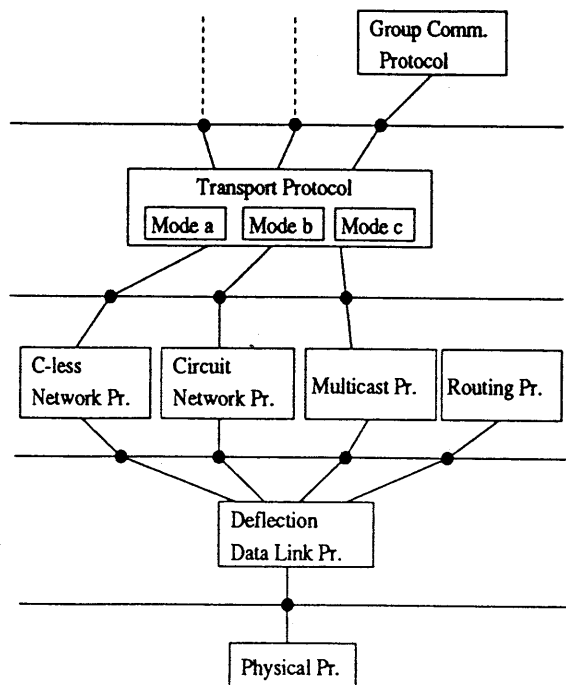 Group Comm.
Protocol
Transport Protocol
Mode a
Mode b
Mode c
C-less
Network Pr.
Circuit
Network Pr.
Multicast Pr.
Routing Pr.
Deflection
Data Link Pr.
Physical Pr.